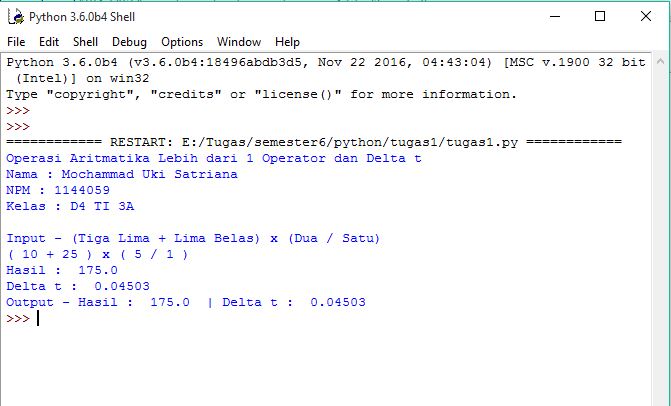 Python 3.6.0b4 Shell
File Edit Shell Debug Options Window Help
Python 3.6.0b4 (v3.6.0b4:18496abdb3d5, Nov 22 2016, 04:43:04) [MSC v.1900 32 bit
(Intel)] on win32
Type "copyright", "credits" or "license()" for more information.
>>>
>>>
============ RESTART: E:/Tugas/semester6/python/tugas1/tugas1.py ============
Operasi Aritmatika Lebih dari 1 Operator dan Delta t
Nama : Mochammad Uki Satriana
NPM : 1144059
Kelas : D4 TI 3A
Input - (Tiga Lima + Lima Belas) x (Dua / Satu)
( 10 + 25 ) x ( 5 / 1 )
Hasil :  175.0
Delta t :  0.04503
Output - Hasil :  175.0  | Delta t :  0.04503
>>>